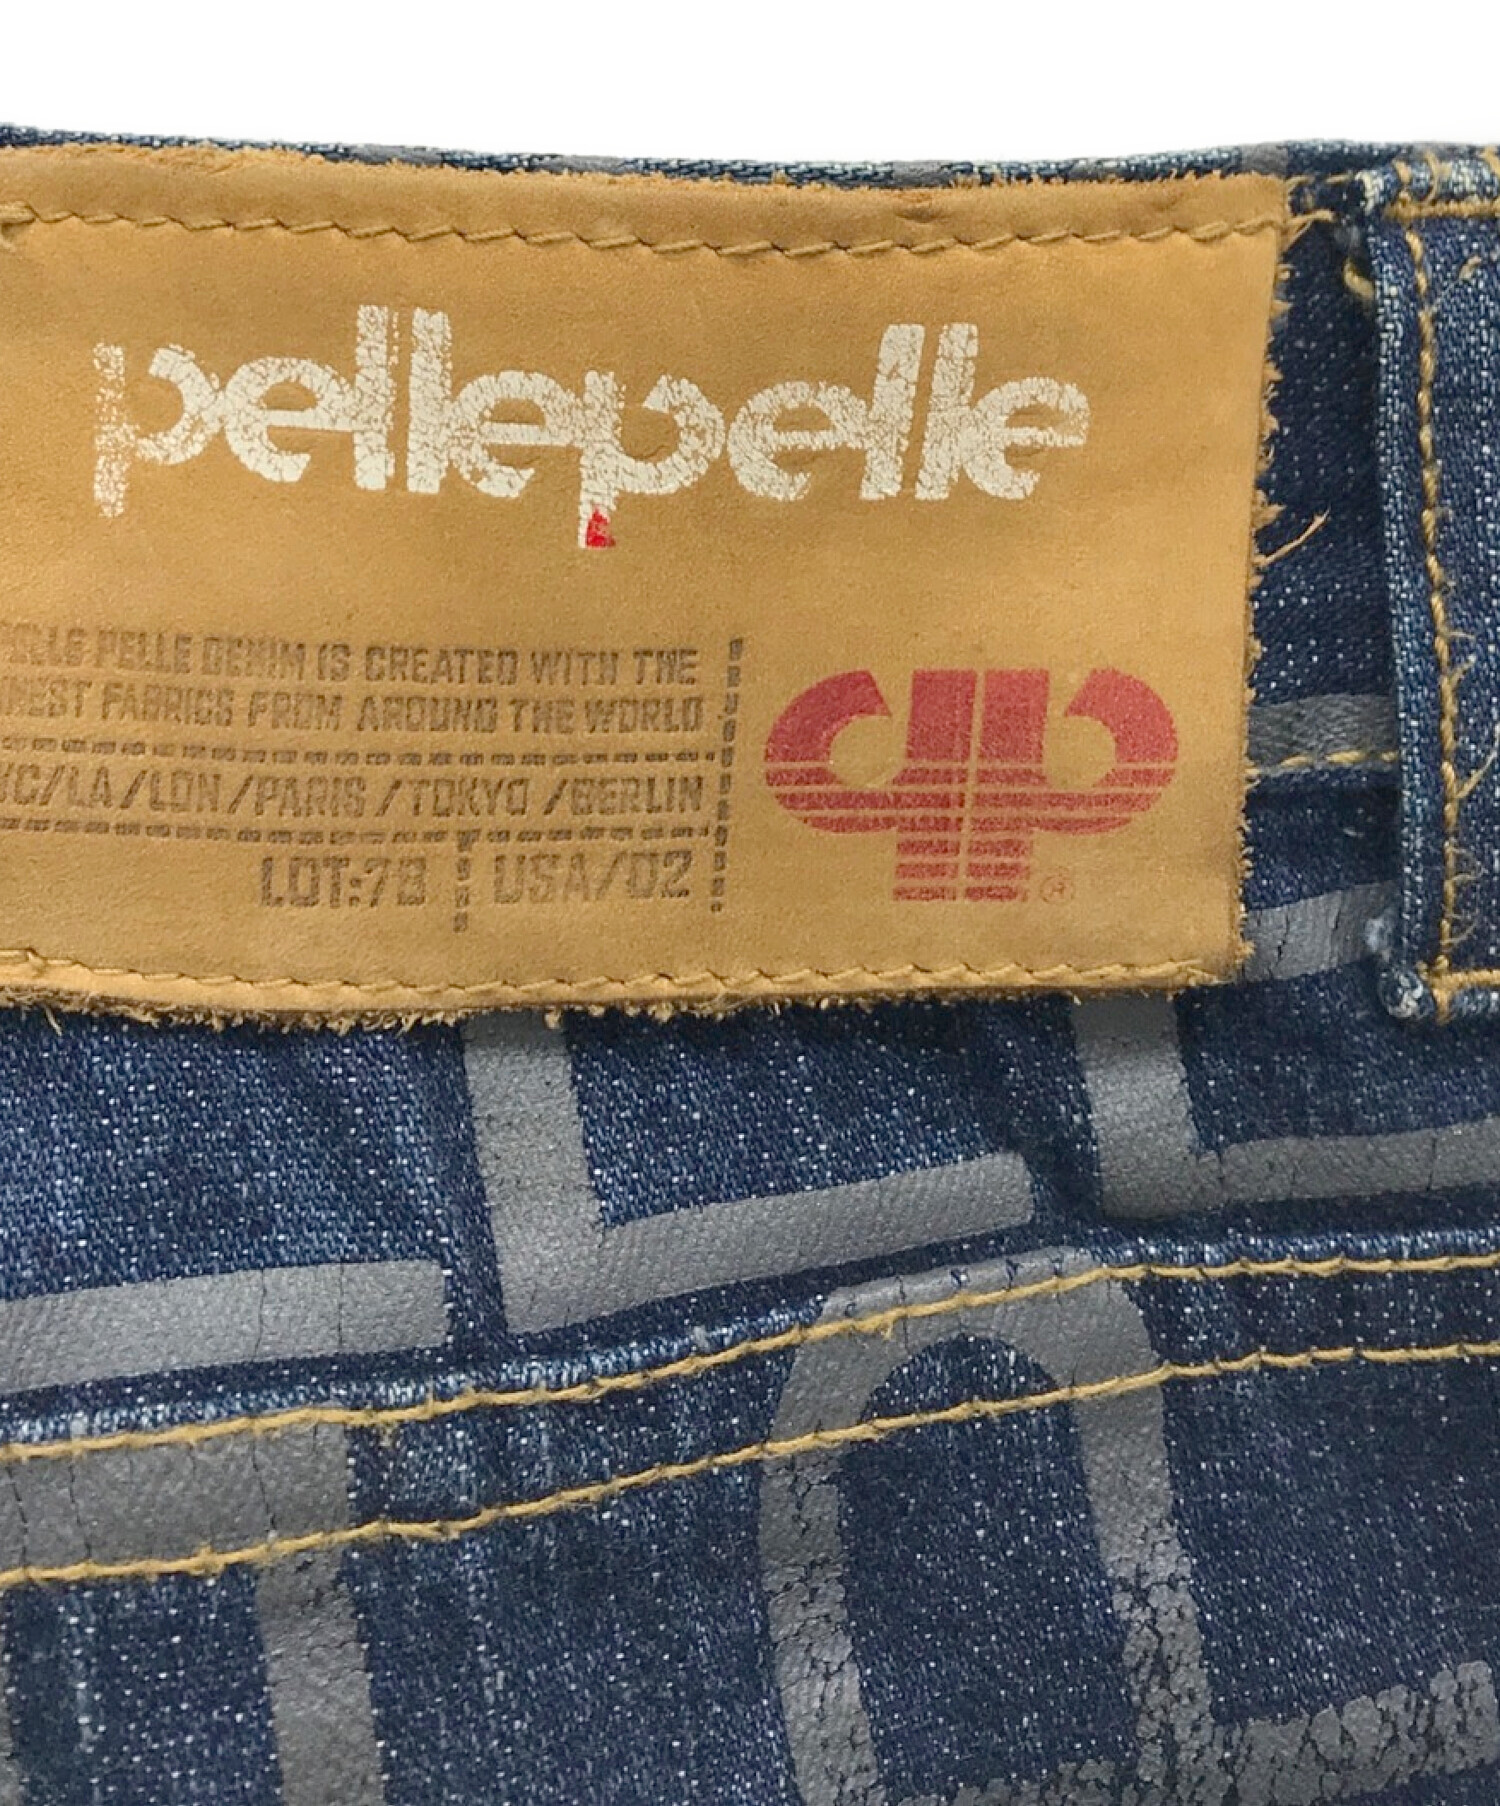 pellepelle
PELLE PELLE DENIM IS CREATED WITH THE
INEST FABRICS FROM AROUND THE WORLD
YC/LA/LON/PARIS/TOKYO/BERLIN
LOT:78 USA/02
®